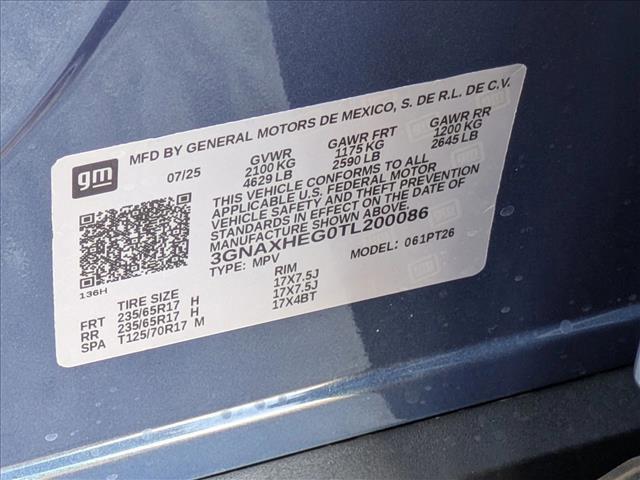 MFD BY GENERAL MOTORS DE MEXICO, S. DE R.L. DE C.V.
gm
07/25 GVWR GAWR FRT GAWR RR
2100 KG 1175 KG 1200 KG
4629 LB 2590 LB 2645 LB
THIS VEHICLE CONFORMS TO ALL
APPLICABLE U.S. FEDERAL MOTOR
VEHICLE SAFETY AND THEFT PREVENTION
STANDARDS IN EFFECT ON THE DATE OF
MANUFACTURE SHOWN ABOVE.
3GNAXHEG0TL200086
TYPE: MPV MODEL: 061PT26
136H
TIRE SIZE RIM
FRT 235/65R17 H 17X7.5J
RR 235/65R17 H 17X7.5J
SPA T125/70R17 M 17X4BT